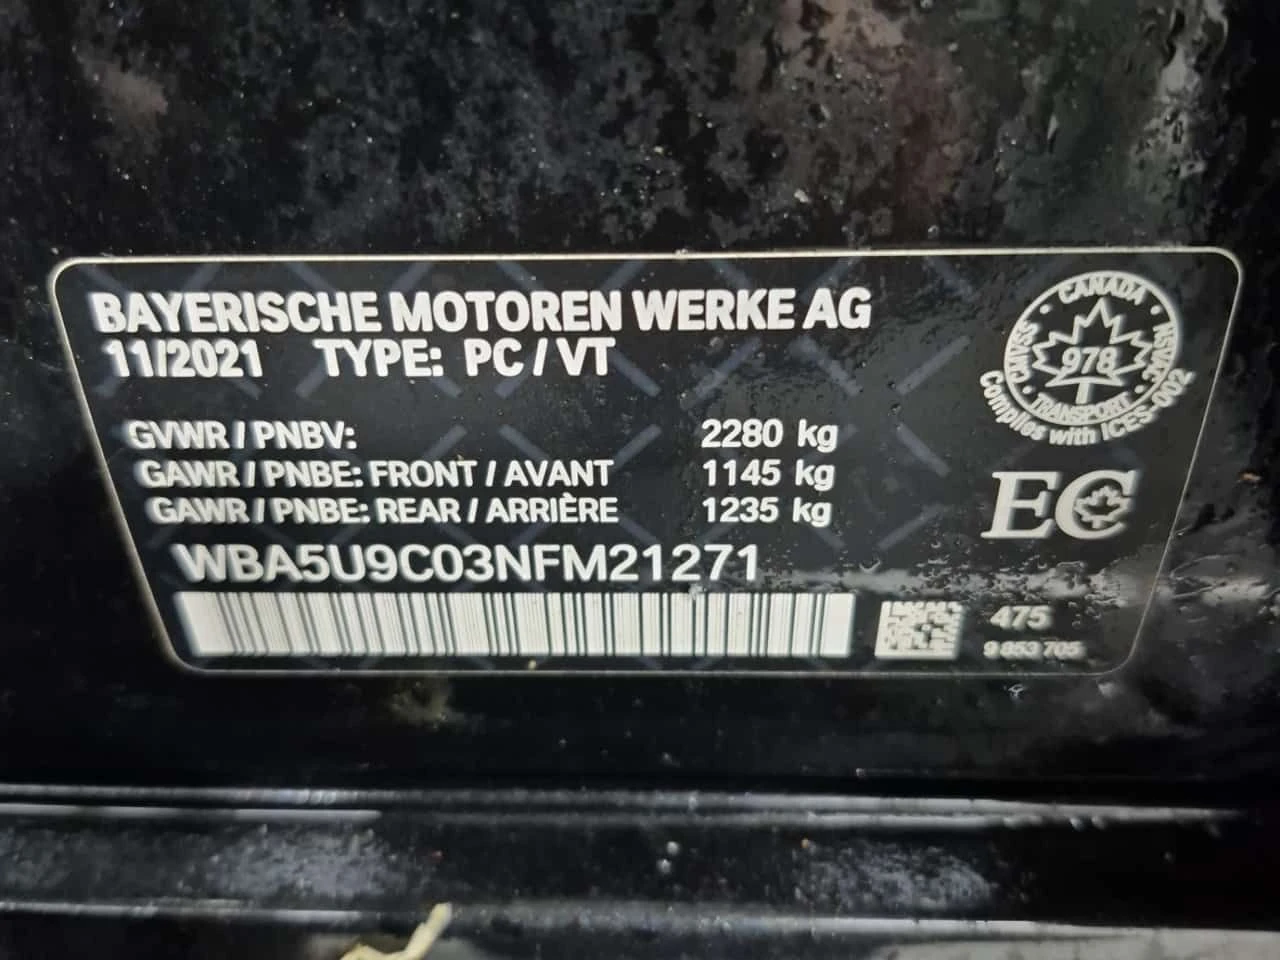 BAYERISCHE MOTOREN WERKE AG
11/2021 TYPE: PC / VT
GVWR / PNBV: 2280 kg
GAWR / PNBE: FRONT / AVANT 1145 kg
GAWR / PNBE: REAR / ARRIÈRE 1235 kg
WBA5U9C03NFM21271
CANADA
CMVSS
NSVAC
978
TRANSPORT
Complies with ICES-002
EC
475
9 853 705